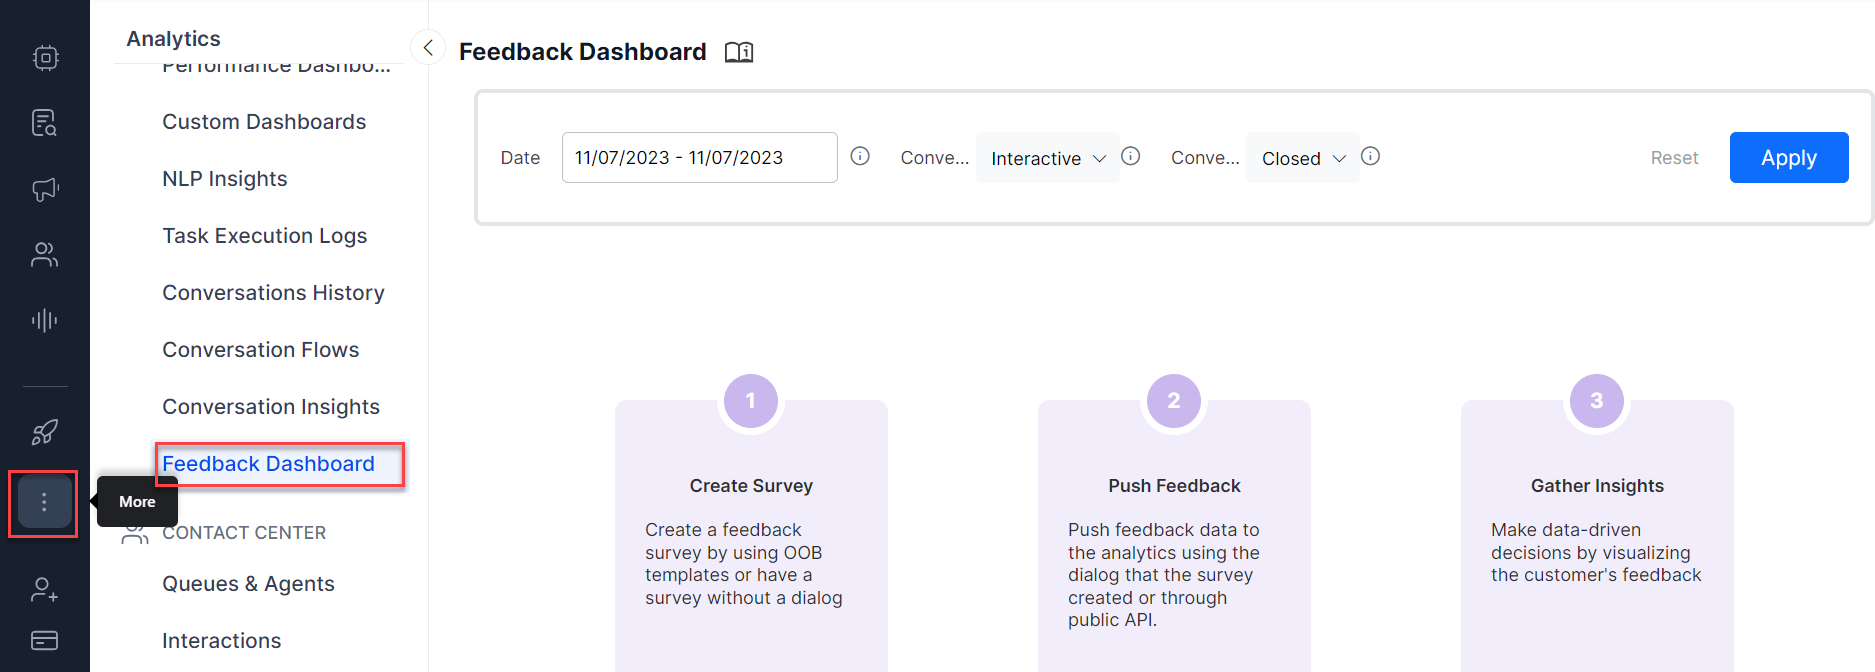 Analytics
Performance Dashbo...
Custom Dashboards
NLP Insights
Task Execution Logs
Conversations History
Conversation Flows
Conversation Insights
Feedback Dashboard
More
CONTACT CENTER
Queues & Agents
Interactions
Feedback Dashboard
Date 11/07/2023 - 11/07/2023 Conve... Interactive Conve... Closed Reset Apply
1
Create Survey
Create a feedback
survey by using OOB
templates or have a
survey without a dialog
2
Push Feedback
Push feedback data to
the analytics using the
dialog that the survey
created or through
public API.
3
Gather Insights
Make data-driven
decisions by visualizing
the customer's feedback